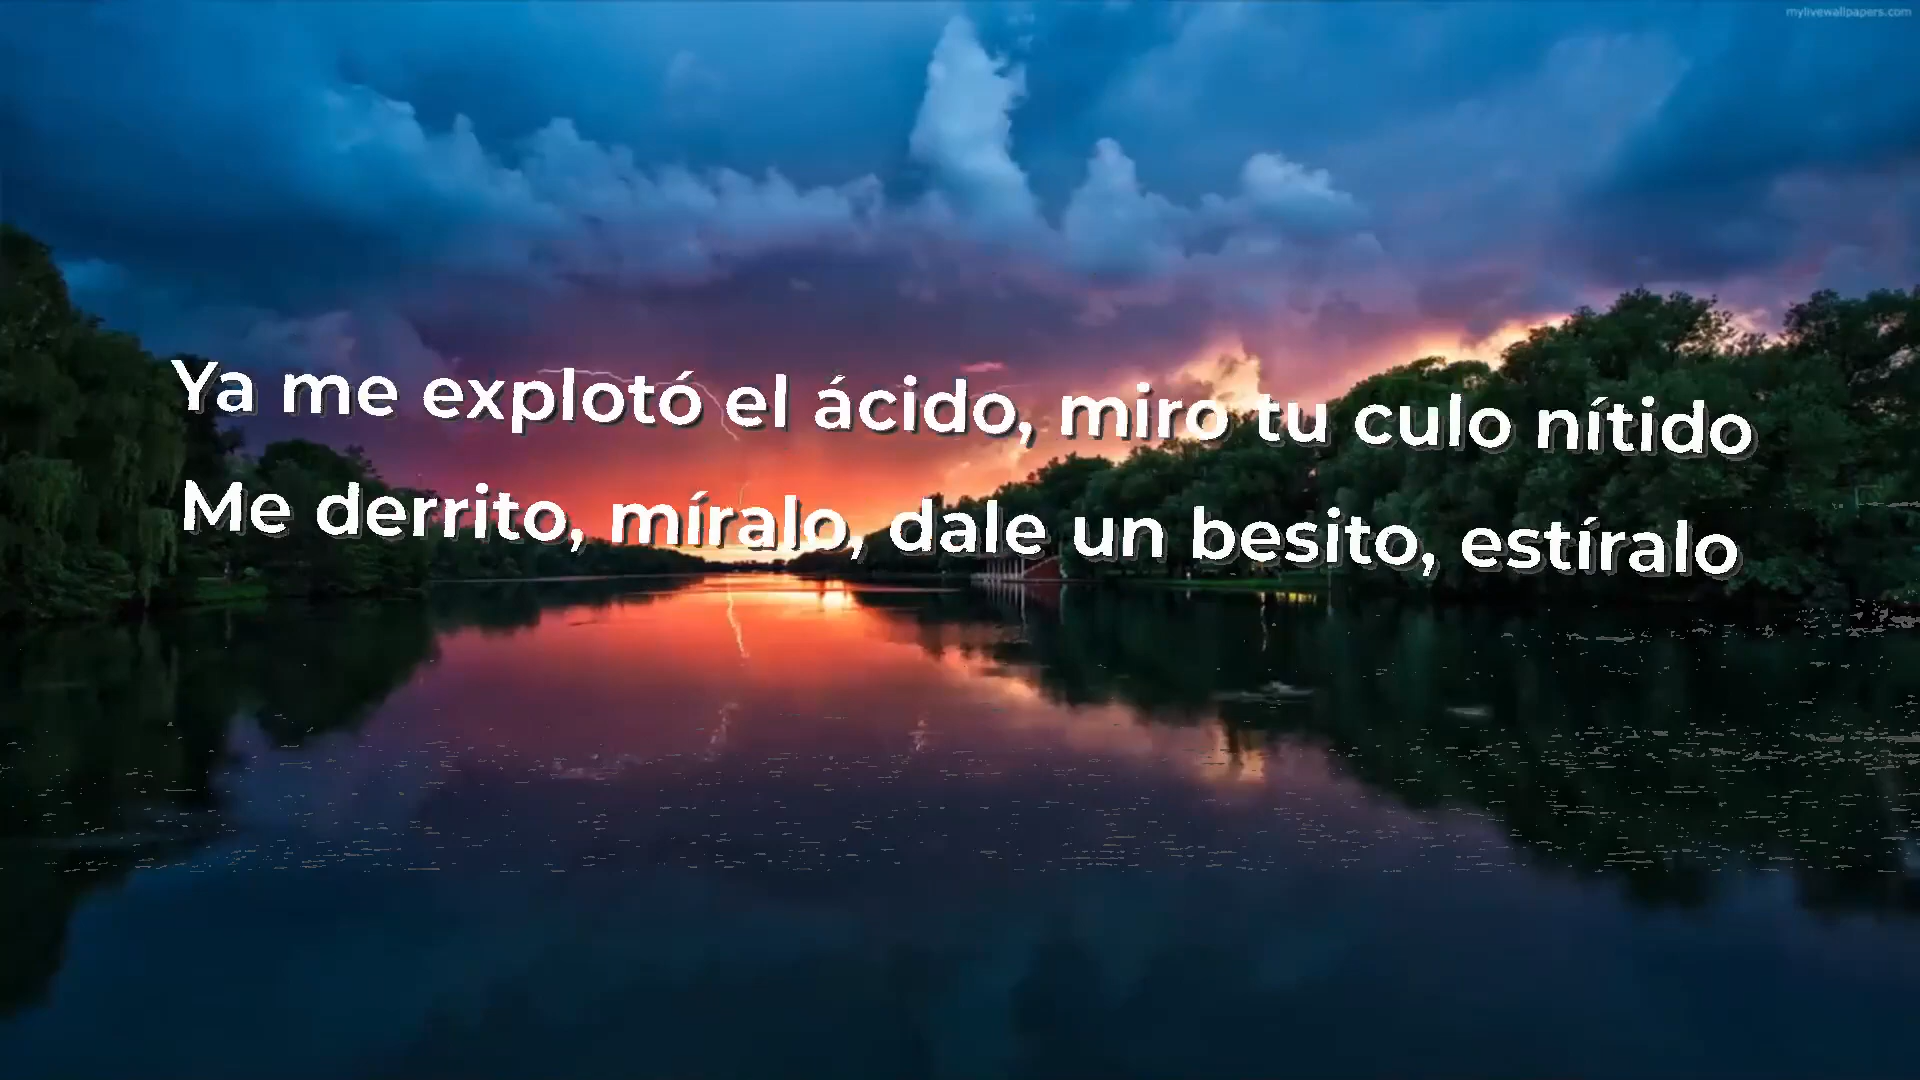 mylivewallpapers.com
Ya me explotó el ácido, miro tu culo nítido
Me derrito, míralo, dale un besito, estíralo